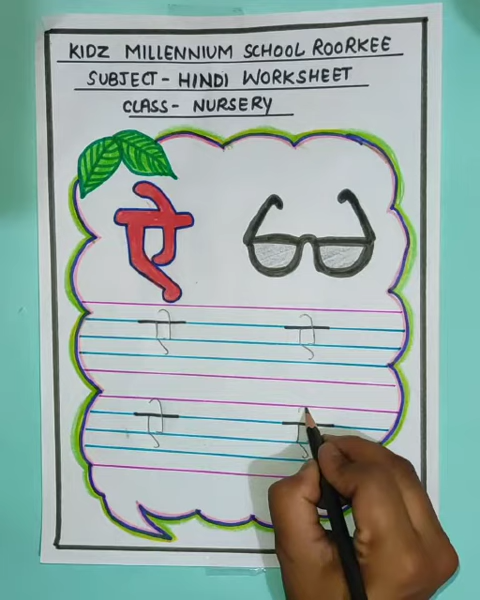 KIDZ MILLENNIUM SCHOOL ROORKEE
SUBJECT - HINDI WORKSHEET
CLASS - NURSERY
ऐ
ऐ ऐ
ऐ ऐ